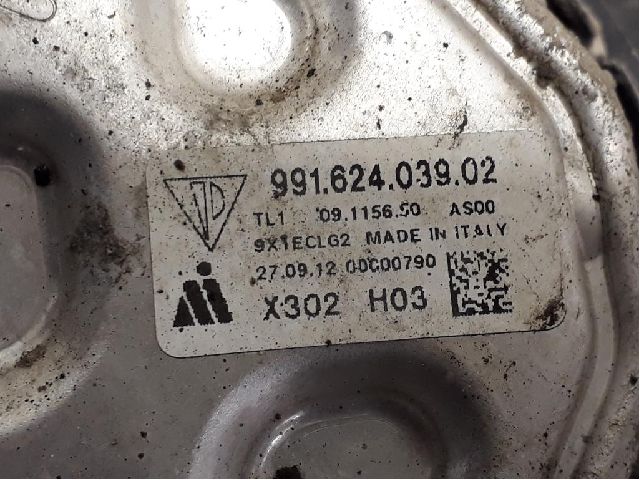 991.624.039.02
TL1 09.1156.50 AS00
9X1ECLG2 MADE IN ITALY
27.09.12 00C00790
X302 H03